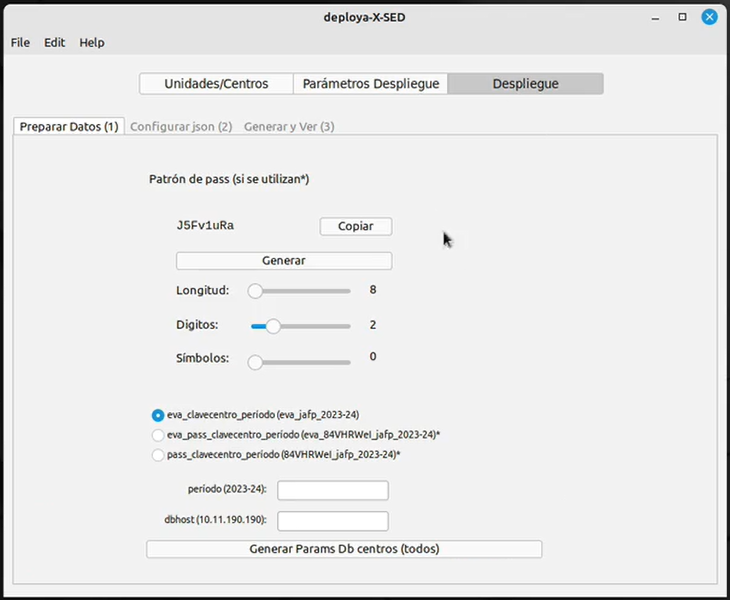 deploya-X-SED
File Edit Help
Unidades/Centros Parámetros Despliegue Despliegue
Preparar Datos (1) Configurar json (2) Generar y Ver (3)
Patrón de pass (si se utilizan*)
J5Fv1uRa Copiar
Generar
Longitud: 8
Digitos: 2
Símbolos: 0
eva_clavecentro_periodo (eva_jafp_2023-24)
eva_pass_clavecentro_periodo (eva_84VHRWeI_jafp_2023-24)*
pass_clavecentro_periodo (84VHRWeI_jafp_2023-24)*
periodo (2023-24):
dbhost (10.11.190.190):
Generar Params Db centros (todos)